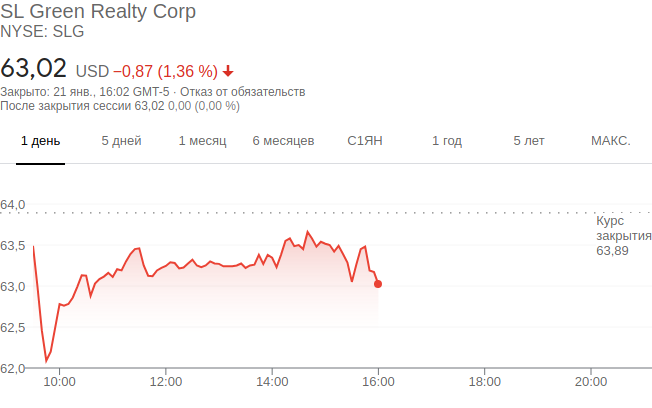 SL Green Realty Corp
NYSE: SLG
63,02 USD −0,87 (1,36 %)
Закрыто: 21 янв., 16:02 GMT-5 · Отказ от обязательств
После закрытия сессии 63,02 0,00 (0,00 %)
1 день 5 дней 1 месяц 6 месяцев С1ЯН 1 год 5 лет МАКС.
64,0
Курс
закрытия
63,89
63,5
63,0
62,5
62,0
10:00 12:00 14:00 16:00 18:00 20:00